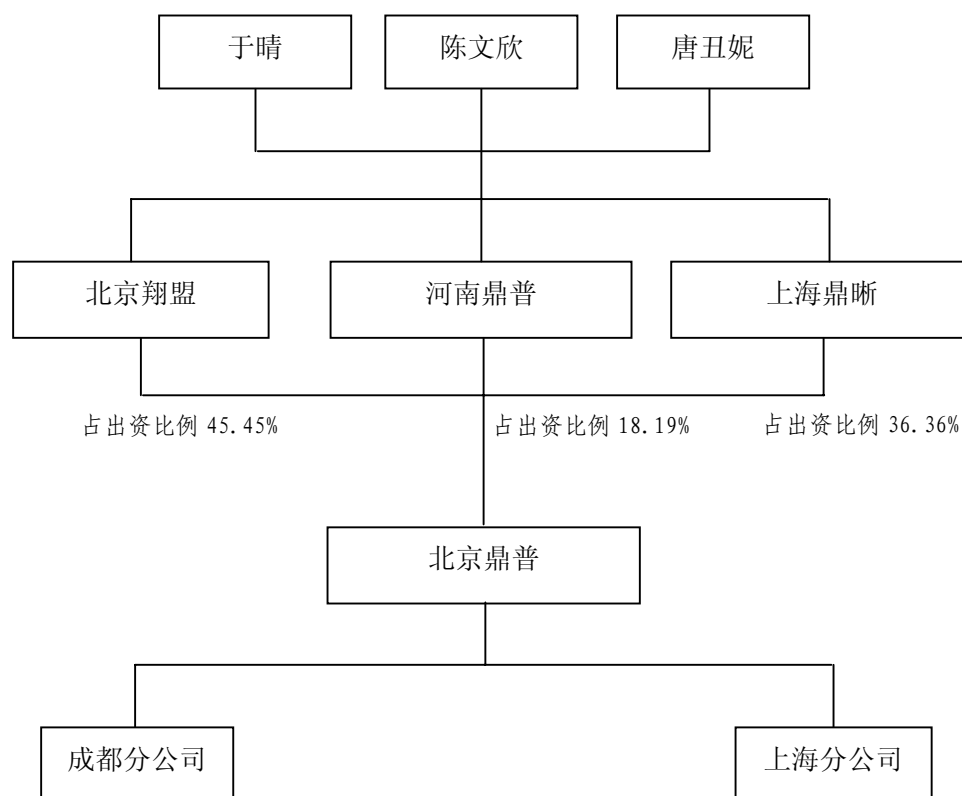 于晴
陈文欣
唐丑妮
北京翔盟
河南鼎普
上海鼎晰
占出资比例 45.45%
占出资比例 18.19%
占出资比例 36.36%
北京鼎普
成都分公司
上海分公司